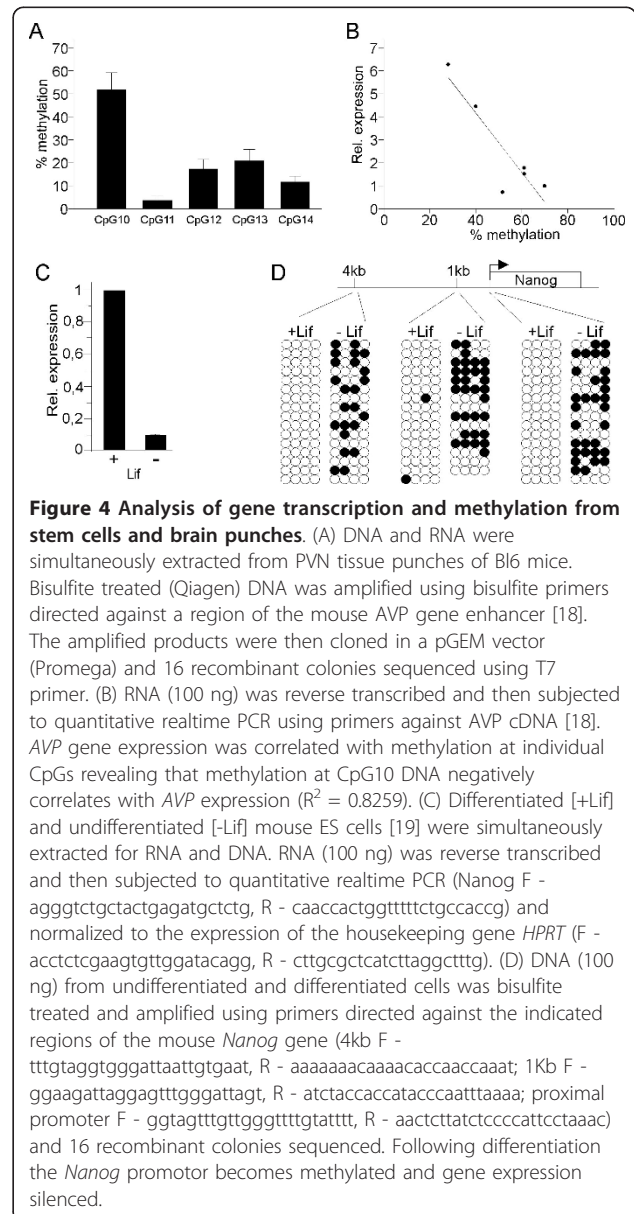 A
B
70
60
50
40
30
20
10
0
% methylation
CpG10 CpG11 CpG12 CpG13 CpG14
7
6
5
4
3
2
1
0
Rel. expression
0 20 40 60 80 100
% methylation
C
D
1
0,8
0,6
0,4
0,2
0
Rel. expression
+ -
Lif
4kb 1kb
Nanog
+Lif - Lif +Lif - Lif +Lif - Lif
Figure 4 Analysis of gene transcription and methylation from
stem cells and brain punches. (A) DNA and RNA were
simultaneously extracted from PVN tissue punches of Bl6 mice.
Bisulfite treated (Qiagen) DNA was amplified using bisulfite primers
directed against a region of the mouse AVP gene enhancer [18].
The amplified products were then cloned in a pGEM vector
(Promega) and 16 recombinant colonies sequenced using T7
primer. (B) RNA (100 ng) was reverse transcribed and then subjected
to quantitative realtime PCR using primers against AVP cDNA [18].
AVP gene expression was correlated with methylation at individual
CpGs revealing that methylation at CpG10 DNA negatively
correlates with AVP expression (R2 = 0.8259). (C) Differentiated [+Lif]
and undifferentiated [-Lif] mouse ES cells [19] were simultaneously
extracted for RNA and DNA. RNA (100 ng) was reverse transcribed
and then subjected to quantitative realtime PCR (Nanog F -
agggtctgctactgagatgctctg, R - caaccactggtttttctgccaccg) and
normalized to the expression of the housekeeping gene HPRT (F -
acctctcgaagtgttggatacagg, R - cttgcgctcatcttaggctttg). (D) DNA (100
ng) from undifferentiated and differentiated cells was bisulfite
treated and amplified using primers directed against the indicated
regions of the mouse Nanog gene (4kb F -
tttgtaggtgggattaattgtgaat, R - aaaaaaacaaaacaccaaccaaat; 1Kb F -
ggaagattaggagtttgggattagt, R - atctaccaccatacccaatttaaaa; proximal
promoter F - ggtagtttgttgggttttgtatttt, R - aactcttatctccccattcctaaac)
and 16 recombinant colonies sequenced. Following differentiation
the Nanog promotor becomes methylated and gene expression
silenced.